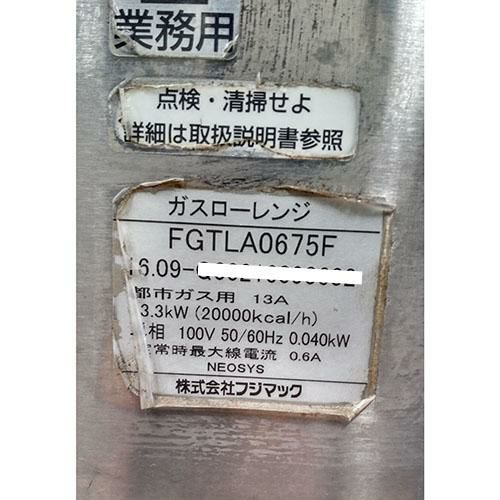 業務用
点検・清掃せよ
詳細は取扱説明書参照
ガスローレンジ
FGTLA0675F
16.09-
都市ガス用 13A
3.3kW (20000kcal/h)
相 100V 50/60Hz 0.040kW
定常時最大線電流 0.6A
NEOSYS
株式会社フジマック